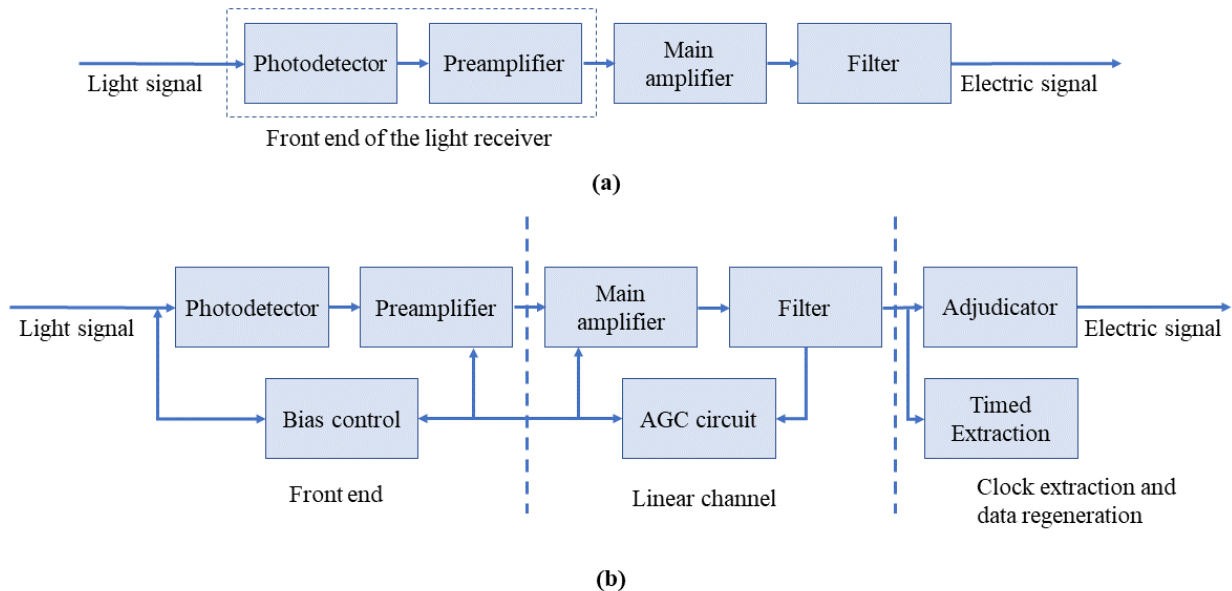 Light signal
Photodetector
Preamplifier
Main
amplifier
Filter
Electric signal
Front end of the light receiver
(a)
Light signal
Photodetector
Preamplifier
Main
amplifier
Filter
Adjudicator
Electric signal
Bias control
AGC circuit
Timed
Extraction
Front end
Linear channel
Clock extraction and
data regeneration
(b)